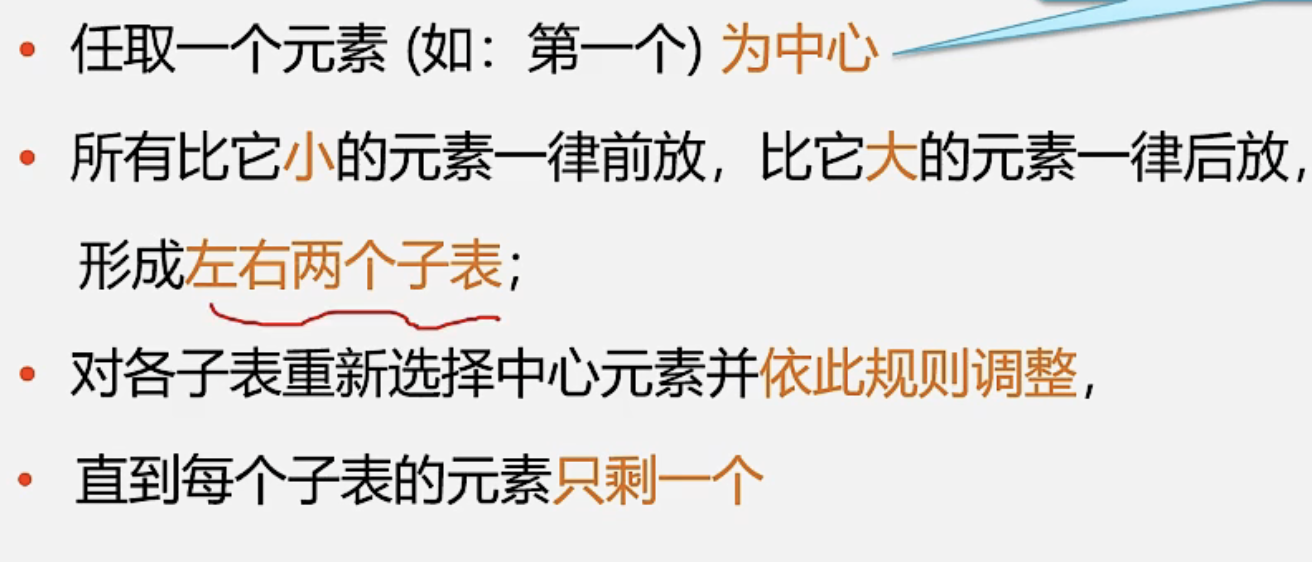 • 任取一个元素 (如：第一个) 为中心
• 所有比它小的元素一律前放，比它大的元素一律后放，
形成左右两个子表；
• 对各子表重新选择中心元素并依此规则调整，
• 直到每个子表的元素只剩一个